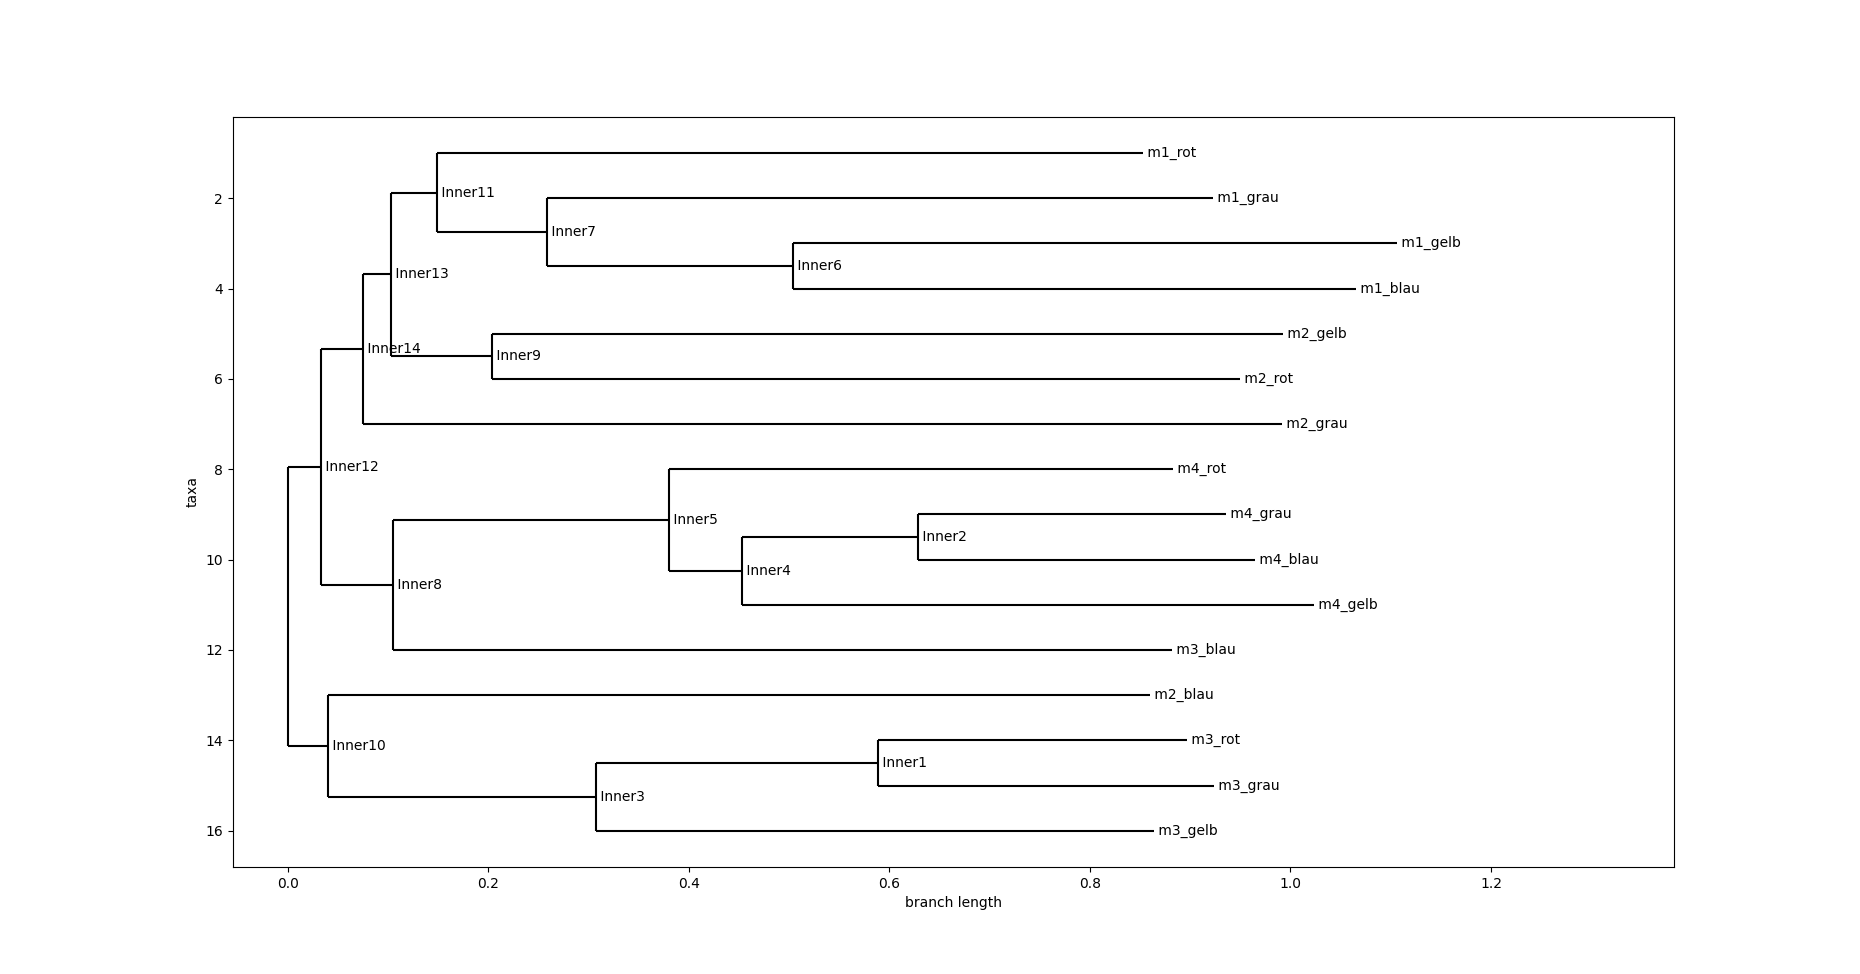 m1_rot
Inner11
2
m1_grau
Inner7
m1_gelb
Inner6
Inner13
4
m1_blau
m2_gelb
Inner14
Inner9
6
m2_rot
m2_grau
Inner12
8
m4_rot
taxa
m4_grau
Inner5
Inner2
10
m4_blau
Inner4
Inner8
m4_gelb
12
m3_blau
m2_blau
14
m3_rot
Inner10
Inner1
m3_grau
Inner3
16
m3_gelb
0.0 0.2 0.4 0.6 0.8 1.0 1.2
branch length